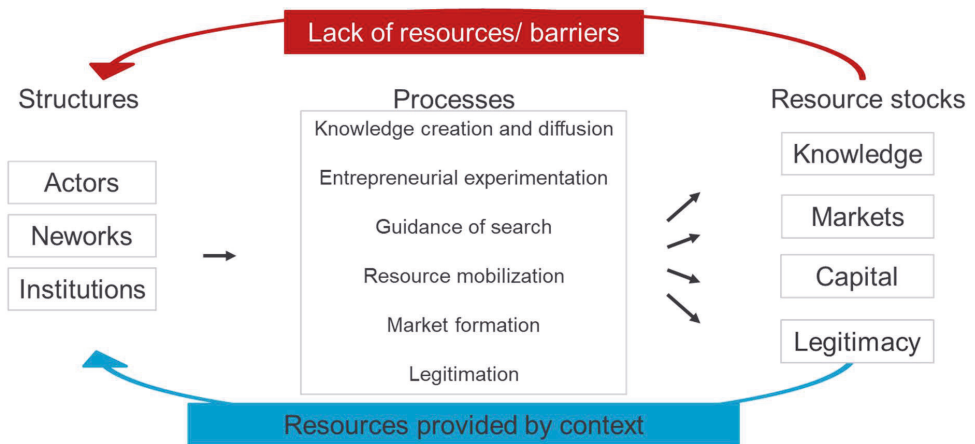 Lack of resources/ barriers
Structures
Processes
Resource stocks
Actors
Neworks
Institutions
Knowledge creation and diffusion
Entrepreneurial experimentation
Guidance of search
Resource mobilization
Market formation
Legitimation
Knowledge
Markets
Capital
Legitimacy
Resources provided by context